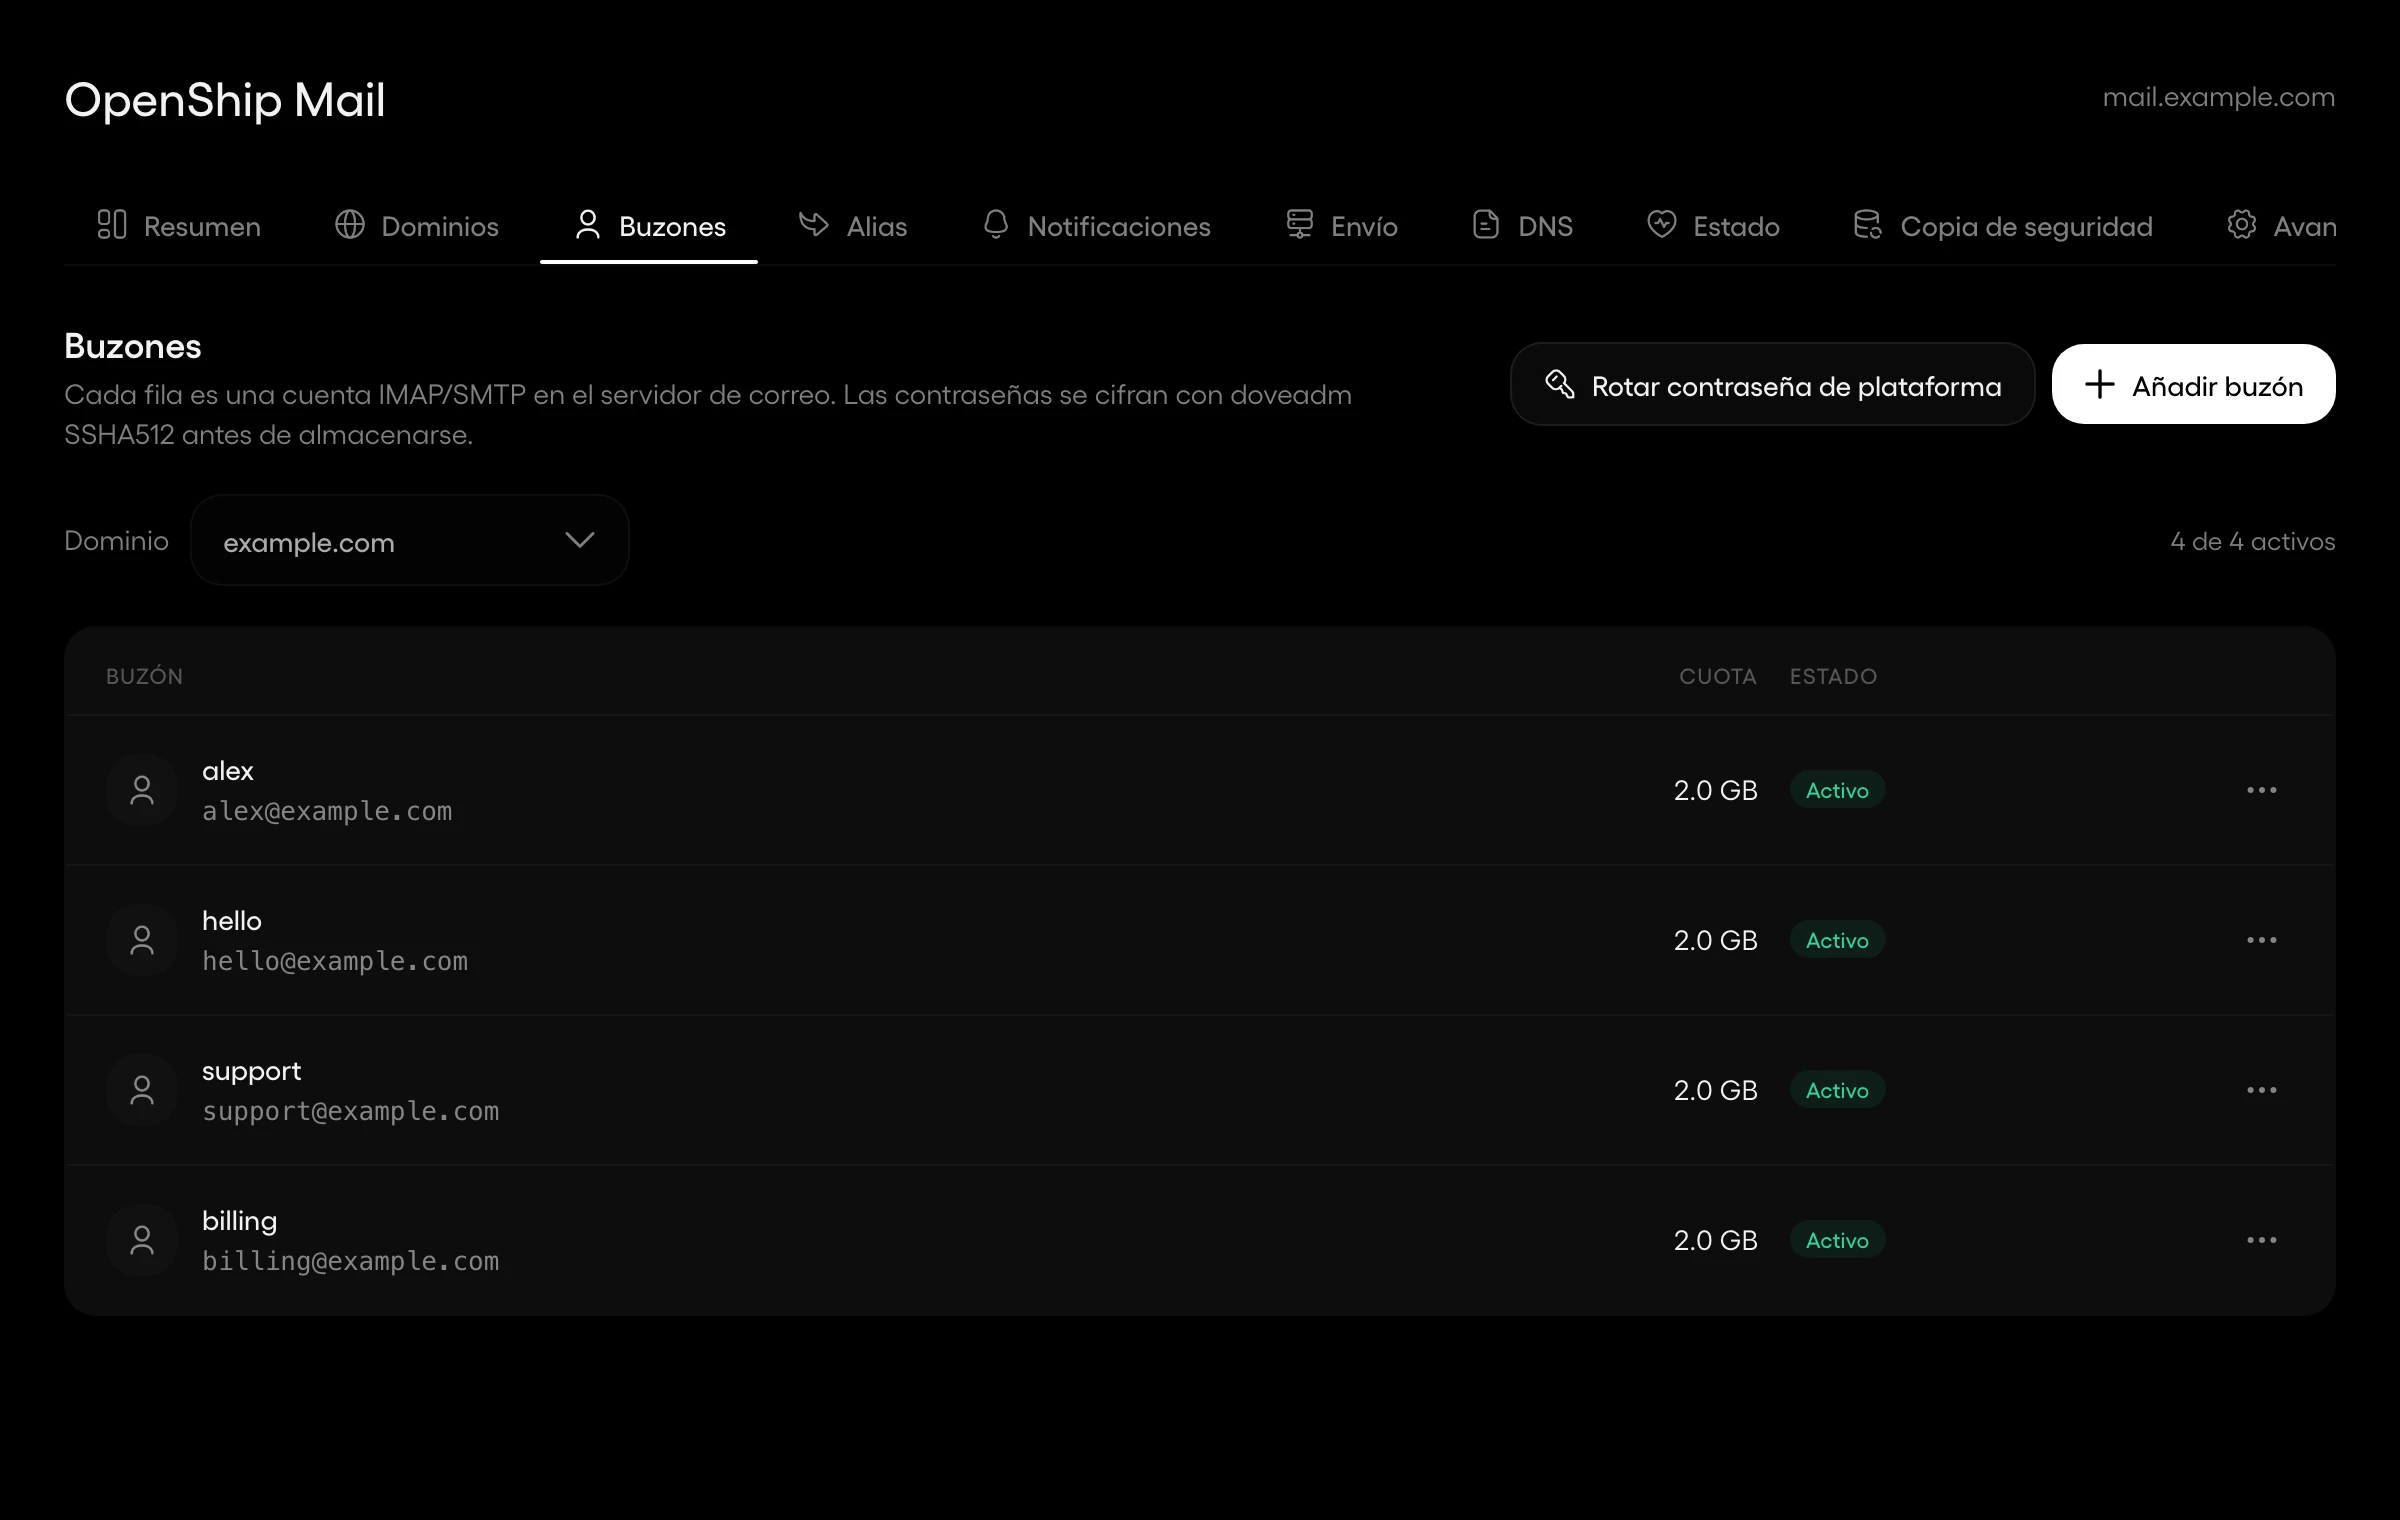 OpenShip Mail
mail.example.com
Resumen
Dominios
Buzones
Alias
Notificaciones
Envío
DNS
Estado
Copia de seguridad
Avan
Buzones
Cada fila es una cuenta IMAP/SMTP en el servidor de correo. Las contraseñas se cifran con doveadm
SSHA512 antes de almacenarse.
Rotar contraseña de plataforma
Añadir buzón
Dominio
example.com
4 de 4 activos
BUZÓN
CUOTA
ESTADO
alex
alex@example.com
2.0 GB
Activo
hello
hello@example.com
2.0 GB
Activo
support
support@example.com
2.0 GB
Activo
billing
billing@example.com
2.0 GB
Activo